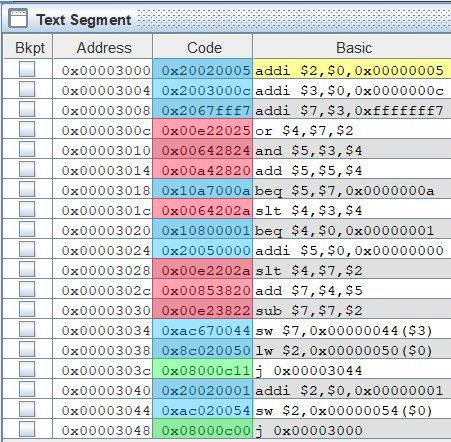 Text Segment
Bkpt Address Code Basic
0x00003000 0x20020005 addi $2,$0,0x00000005
0x00003004 0x2003000c addi $3,$0,0x0000000c
0x00003008 0x2067fff7 addi $7,$3,0xfffffff7
0x0000300c 0x00e22025 or $4,$7,$2
0x00003010 0x00642824 and $5,$3,$4
0x00003014 0x00a42820 add $5,$5,$4
0x00003018 0x10a7000a beq $5,$7,0x0000000a
0x0000301c 0x0064202a slt $4,$3,$4
0x00003020 0x10800001 beq $4,$0,0x00000001
0x00003024 0x20050000 addi $5,$0,0x00000000
0x00003028 0x00e2202a slt $4,$7,$2
0x0000302c 0x00853820 add $7,$4,$5
0x00003030 0x00e23822 sub $7,$7,$2
0x00003034 0xac670044 sw $7,0x00000044($3)
0x00003038 0x8c020050 lw $2,0x00000050($0)
0x0000303c 0x08000c11 j 0x00003044
0x00003040 0x20020001 addi $2,$0,0x00000001
0x00003044 0xac020054 sw $2,0x00000054($0)
0x00003048 0x08000c00 j 0x00003000